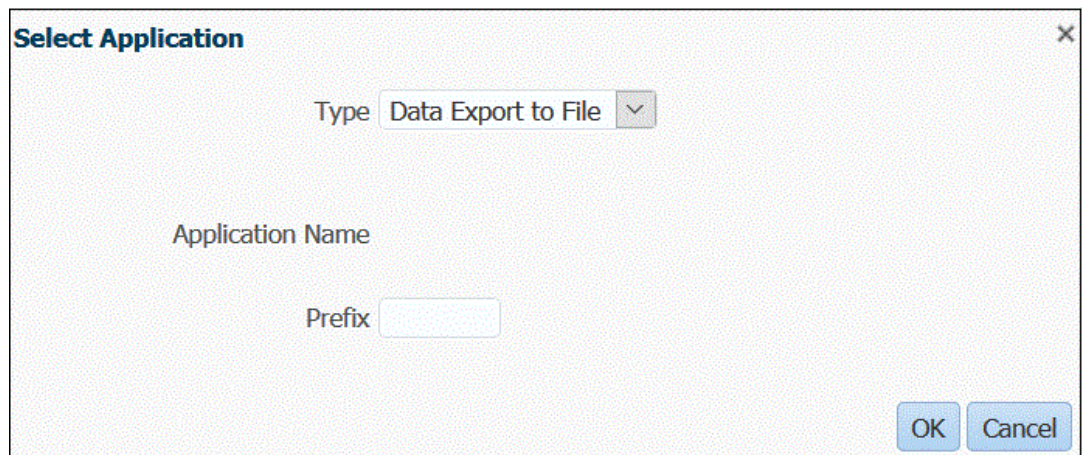 Select Application
Type Data Export to File
Application Name
Prefix
OK Cancel